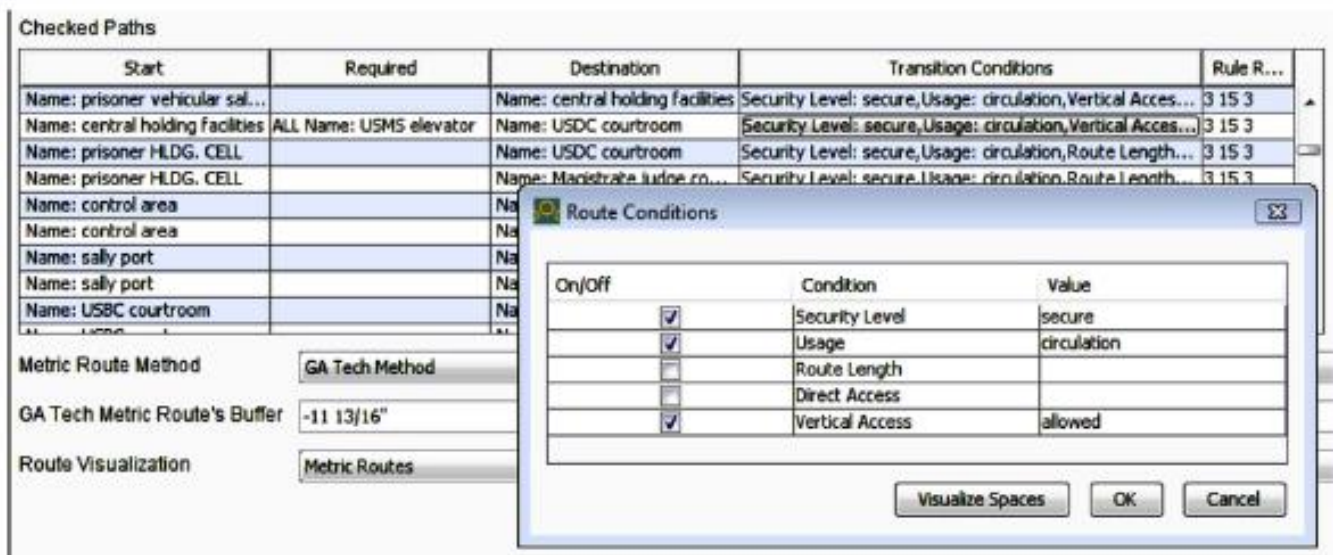 Checked Paths
Start Required Destination Transition Conditions Rule R...
Name: prisoner vehicular sal... Name: central holding facilities Security Level: secure,Usage: circulation,Vertical Acces... 3 15 3
Name: central holding facilities ALL Name: USMS elevator Name: USDC courtroom Security Level: secure,Usage: circulation,Vertical Acces... 3 15 3
Name: prisoner HLDG. CELL Name: USDC courtroom Security Level: secure,Usage: circulation,Route Length... 3 15 3
Name: prisoner HLDG. CELL Name: Magistrate judge co... Security Level: secure,Usage: circulation,Route Length... 3 15 3
Name: control area Na
Name: control area Na
Name: sally port Na
Name: sally port Na
Name: USBC courtroom Na
Route Conditions
On/Off Condition Value
Security Level secure
Usage circulation
Route Length
Direct Access
Vertical Access allowed
Visualize Spaces OK Cancel
Metric Route Method GA Tech Method
GA Tech Metric Route's Buffer -11 13/16"
Route Visualization Metric Routes